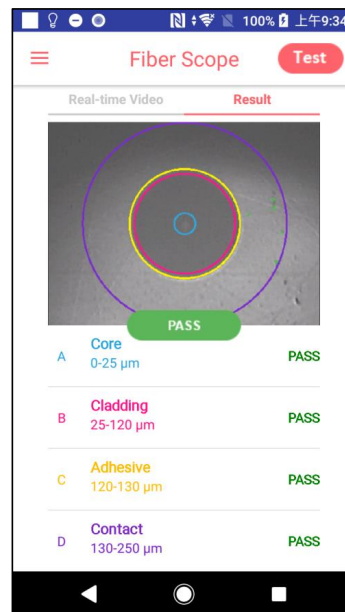 100% 上午9:34
Fiber Scope
Test
Real-time Video Result
PASS
A Core 0-25 μm PASS
B Cladding 25-120 μm PASS
C Adhesive 120-130 μm PASS
D Contact 130-250 μm PASS